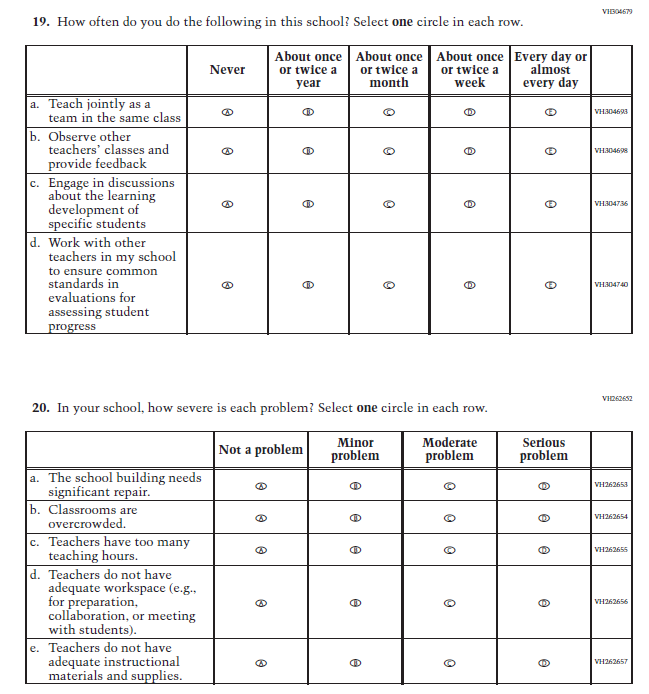 VH304679
19. How often do you do the following in this school? Select one circle in each row.
Never
About once or twice a year
About once or twice a month
About once or twice a week
Every day or almost every day
a. Teach jointly as a
team in the same class
A B C D E VH304693
b. Observe other
teachers' classes and
provide feedback
A B C D E VH304698
c. Engage in discussions
about the learning
development of
specific students
A B C D E VH304736
d. Work with other
teachers in my school
to ensure common
standards in
evaluations for
assessing student
progress
A B C D E VH304740
VH262652
20. In your school, how severe is each problem? Select one circle in each row.
Not a problem
Minor problem
Moderate problem
Serious problem
a. The school building needs
significant repair.
A B C D VH262653
b. Classrooms are
overcrowded.
A B C D VH262654
c. Teachers have too many
teaching hours.
A B C D VH262655
d. Teachers do not have
adequate workspace (e.g.,
for preparation,
collaboration, or meeting
with students).
A B C D VH262656
e. Teachers do not have
adequate instructional
materials and supplies.
A B C D VH262657